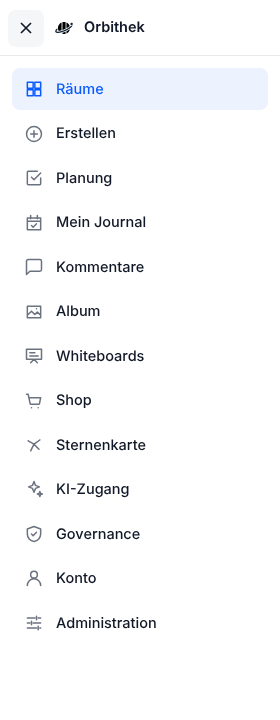 Orbithek
Räume
Erstellen
Planung
Mein Journal
Kommentare
Album
Whiteboards
Shop
Sternenkarte
KI-Zugang
Governance
Konto
Administration